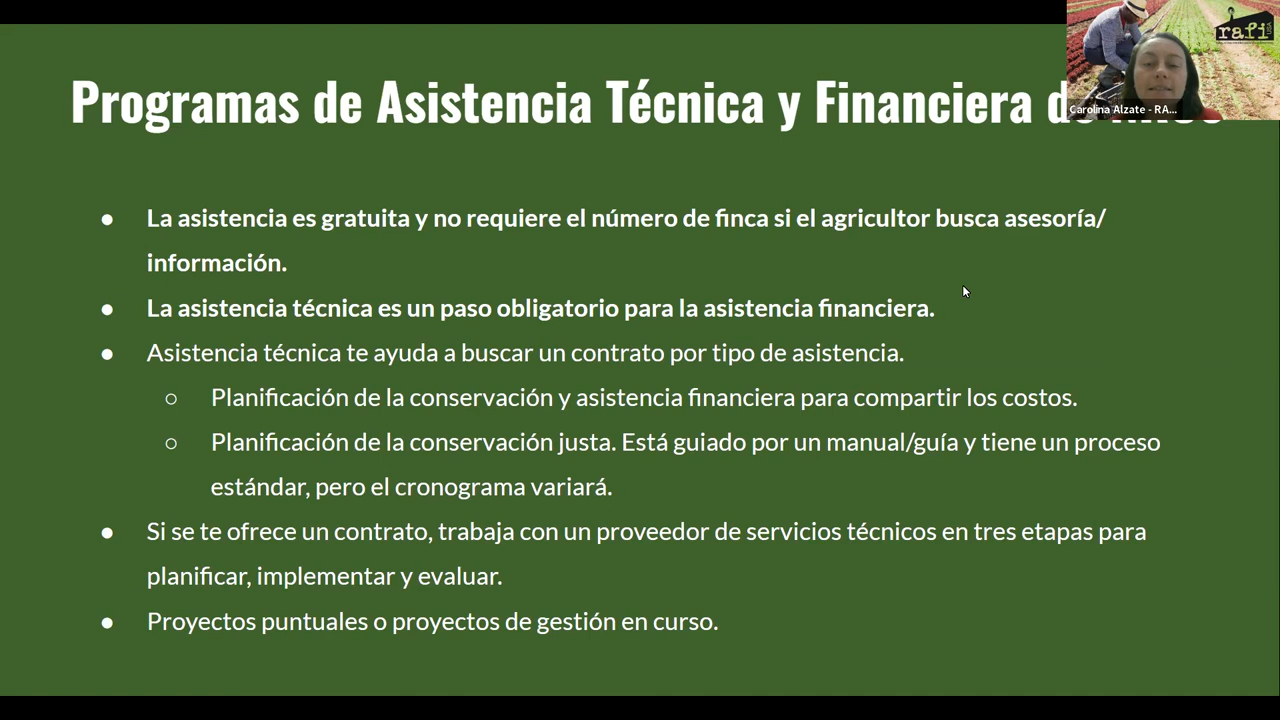 Programas de Asistencia Técnica y Financiera
● La asistencia es gratuita y no requiere el número de finca si el agricultor busca asesoría/
información.
● La asistencia técnica es un paso obligatorio para la asistencia financiera.
● Asistencia técnica te ayuda a buscar un contrato por tipo de asistencia.
○ Planificación de la conservación y asistencia financiera para compartir los costos.
○ Planificación de la conservación justa. Está guiado por un manual/guía y tiene un proceso
estándar, pero el cronograma variará.
● Si se te ofrece un contrato, trabaja con un proveedor de servicios técnicos en tres etapas para
planificar, implementar y evaluar.
● Proyectos puntuales o proyectos de gestión en curso.
rafi
USA
Carolina Alzate - RA...